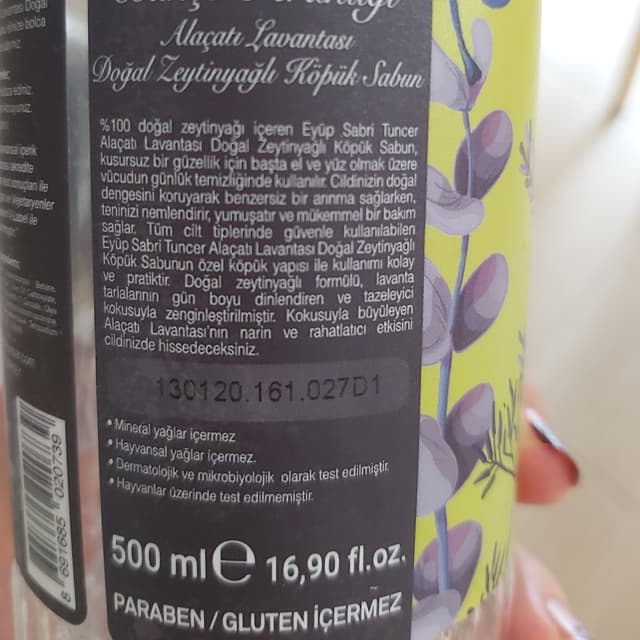 Alaçatı Lavantası
Doğal Zeytinyağlı Köpük Sabun
%100 doğal zeytinyağı içeren Eyüp Sabri Tuncer
Alaçatı Lavantası Doğal Zeytinyağlı Köpük Sabun,
kusursuz bir güzellik için başta el ve yüz olmak üzere
vücudun günlük temizliğinde kullanılır. Cildinizin doğal
dengesini koruyarak benzersiz bir arınma sağlarken,
teninizi nemlendirir, yumuşatır ve mükemmel bir bakım
sağlar. Tüm cilt tiplerinde güvenle kullanılabilen
Eyüp Sabri Tuncer Alaçatı Lavantası Doğal Zeytinyağlı
Köpük Sabunun özel köpük yapısı ile kullanımı kolay
ve pratiktir. Doğal zeytinyağlı formülü, lavanta
tarlalarının gün boyu dinlendiren ve tazeleyici
kokusuyla zenginleştirilmiştir. Kokusuyla büyüleyen
Alaçatı Lavantası'nın narin ve rahatlatıcı etkisini
cildinizde hissedeceksiniz.
130120.161.027D1
• Mineral yağlar içermez
• Hayvansal yağlar içermez.
• Dermatolojik ve mikrobiyolojik olarak test edilmiştir.
• Hayvanlar üzerinde test edilmemiştir.
500 ml e 16,90 fl.oz.
PARABEN / GLUTEN İÇERMEZ
8 691685 020739